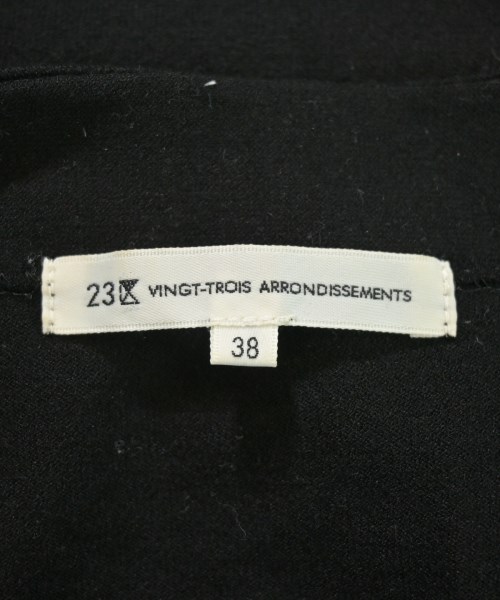 23区 VINGT-TROIS ARRONDISSEMENTS
38